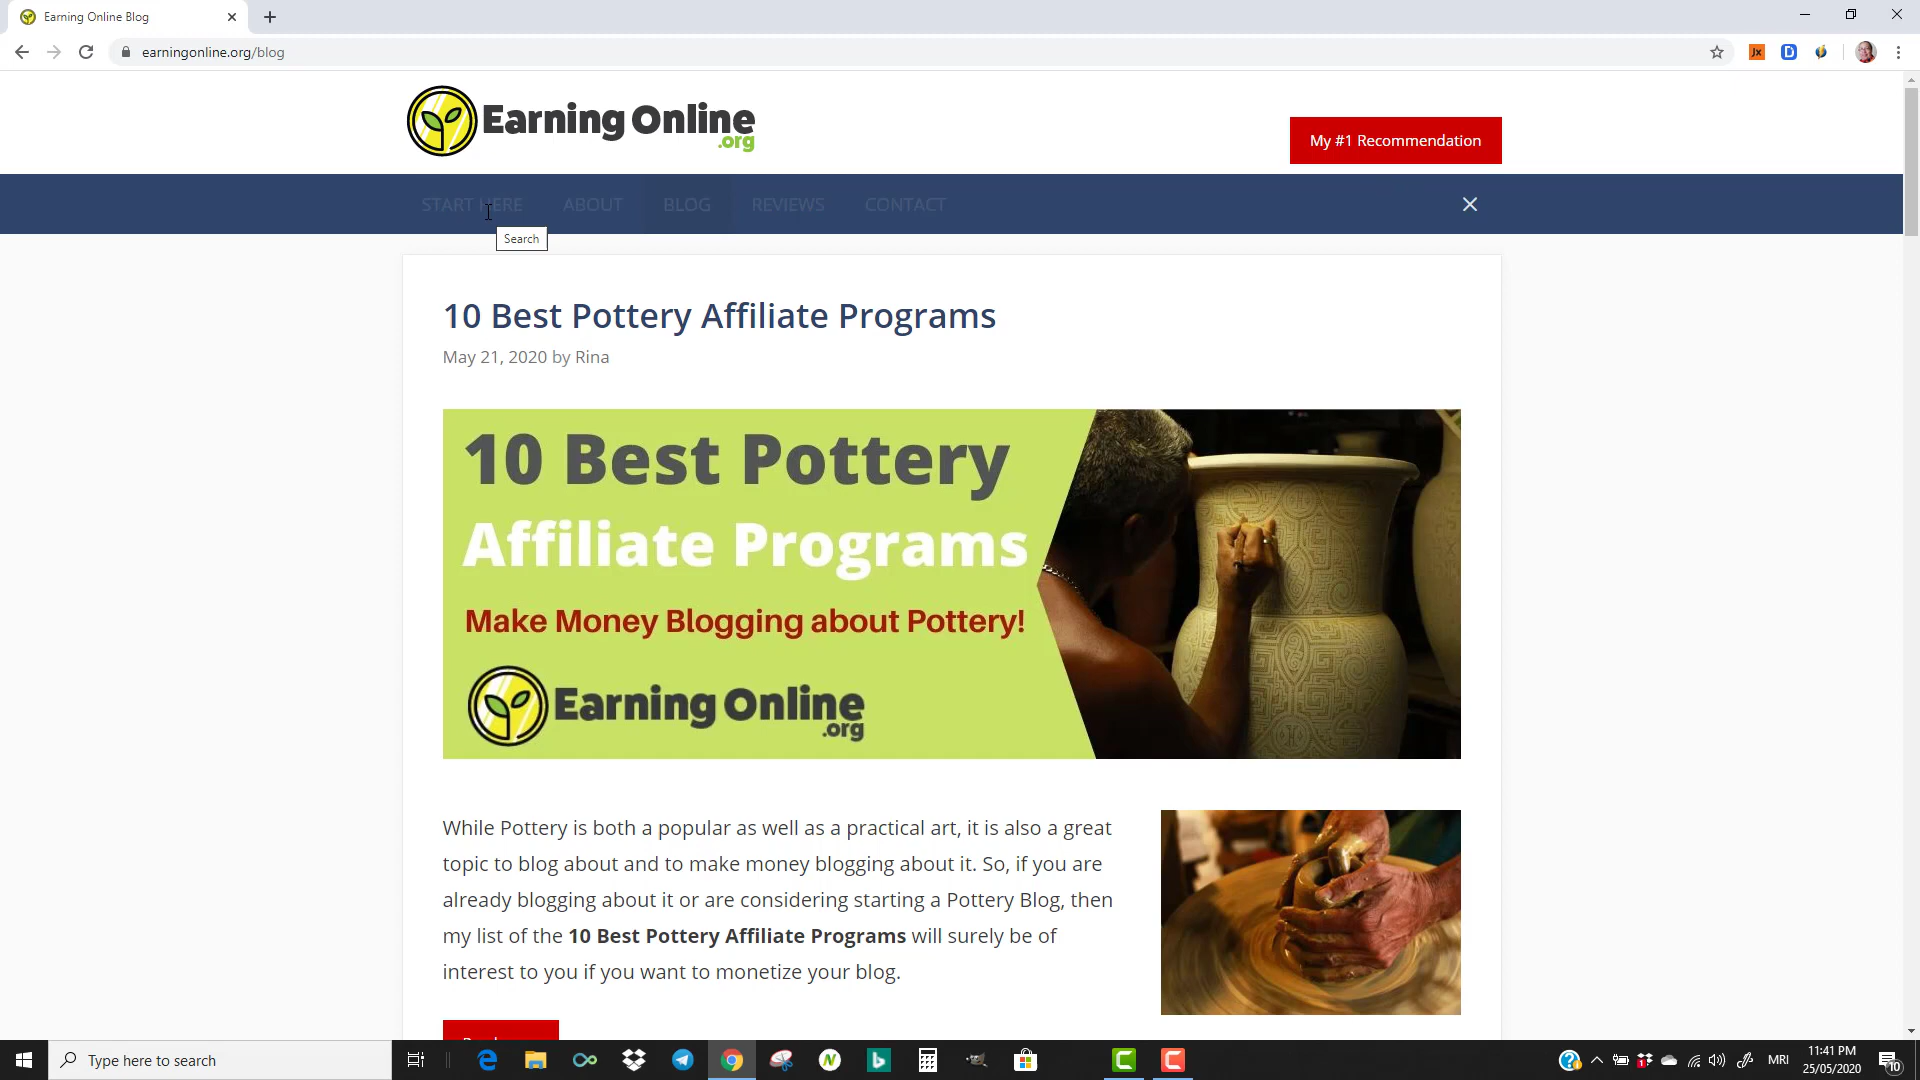 Earning Online Blog
earningonline.org/blog
Earning Online
.org
My #1 Recommendation
START HERE ABOUT BLOG REVIEWS CONTACT
Search
10 Best Pottery Affiliate Programs
May 21, 2020 by Rina
10 Best Pottery
Affiliate Programs
Make Money Blogging about Pottery!
Earning Online
.org
While Pottery is both a popular as well as a practical art, it is also a great
topic to blog about and to make money blogging about it. So, if you are
already blogging about it or are considering starting a Pottery Blog, then
my list of the 10 Best Pottery Affiliate Programs will surely be of
interest to you if you want to monetize your blog.
Type here to search
MRI
11:41 PM
25/05/2020
10